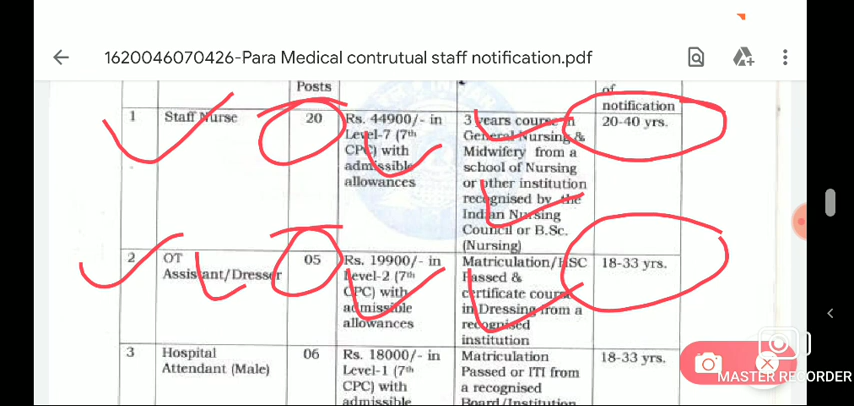 1620046070426-Para Medical contrutual staff notification.pdf
Posts
of
notification
1 Staff Nurse 20 Rs. 44900/- in 3 years course in 20-40 yrs.
Level-7 (7th General Nursing &
CPC) with Midwifery from a
admissible school of Nursing
allowances or other institution
recognised by the
Indian Nursing
Council or B.Sc.
(Nursing)
2 OT 05 Rs. 19900/- in Matriculation/HSC 18-33 yrs.
Assistant/Dresser Level-2 (7th Passed &
CPC) with certificate course
admissible in Dressing from a
allowances recognised
institution
3 Hospital 06 Rs. 18000/- in Matriculation 18-33 yrs.
Attendant (Male) Level-1 (7th Passed or ITI from
CPC) with a recognised
admissible Board/Institution
MASTER RECORDER